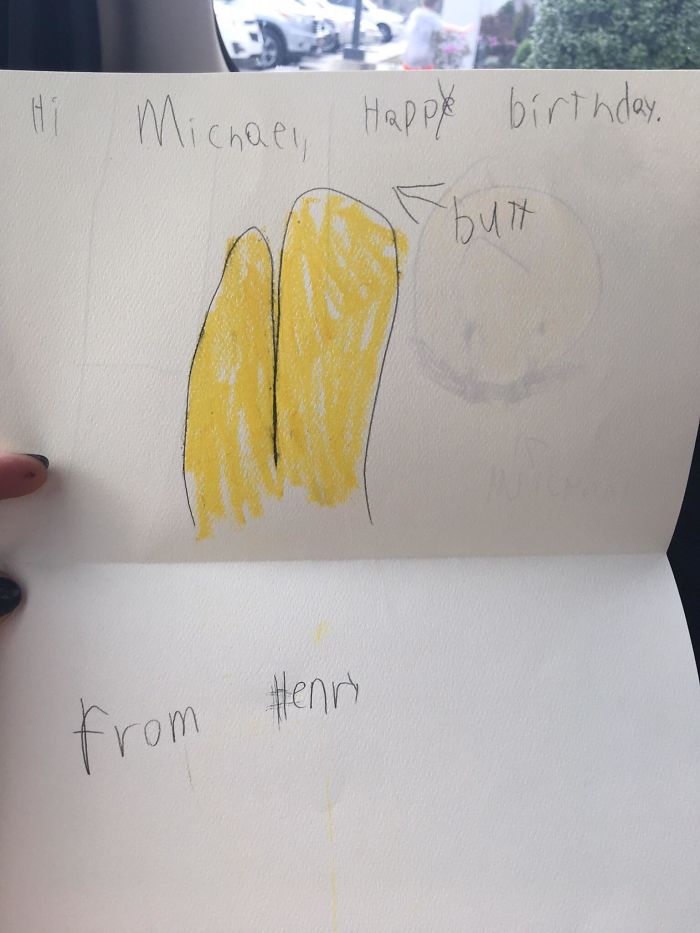 Hi Michael, Happy birthday.
butt
From Henry